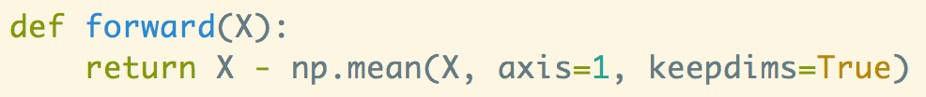 def forward(X):
    return X - np.mean(X, axis=1, keepdims=True)